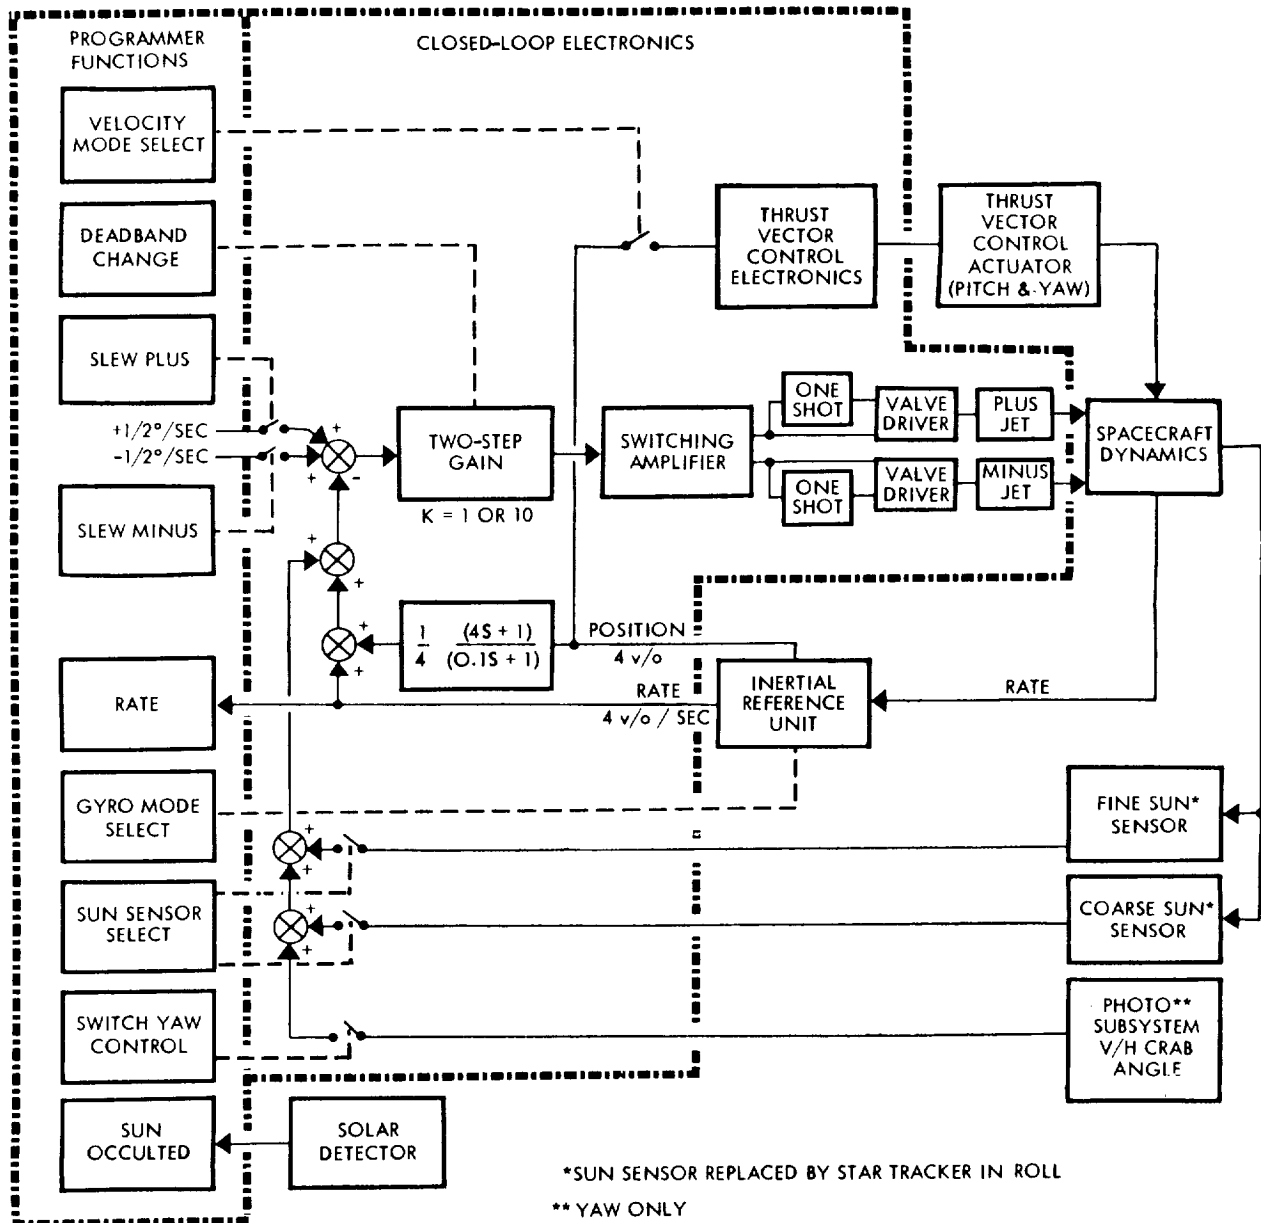 PROGRAMMER
FUNCTIONS
CLOSED-LOOP ELECTRONICS
VELOCITY
MODE SELECT
DEADBAND
CHANGE
THRUST
VECTOR
CONTROL
ELECTRONICS
THRUST
VECTOR
CONTROL
ACTUATOR
(PITCH & YAW)
SLEW PLUS
+1/2°/SEC
-1/2°/SEC
SLEW MINUS
+
+
-
TWO-STEP
GAIN
K = 1 OR 10
SWITCHING
AMPLIFIER
ONE
SHOT
VALVE
DRIVER
PLUS
JET
ONE
SHOT
VALVE
DRIVER
MINUS
JET
SPACECRAFT
DYNAMICS
+
+
+
+
1
4
(4S + 1)
(0.1S + 1)
POSITION
4 v/o
RATE
RATE
4 v/o / SEC
INERTIAL
REFERENCE
UNIT
RATE
GYRO MODE
SELECT
FINE SUN*
SENSOR
+
+
SUN SENSOR
SELECT
COARSE SUN*
SENSOR
+
+
SWITCH YAW
CONTROL
PHOTO**
SUBSYSTEM
V/H CRAB
ANGLE
SUN
OCCULTED
SOLAR
DETECTOR
*SUN SENSOR REPLACED BY STAR TRACKER IN ROLL
** YAW ONLY